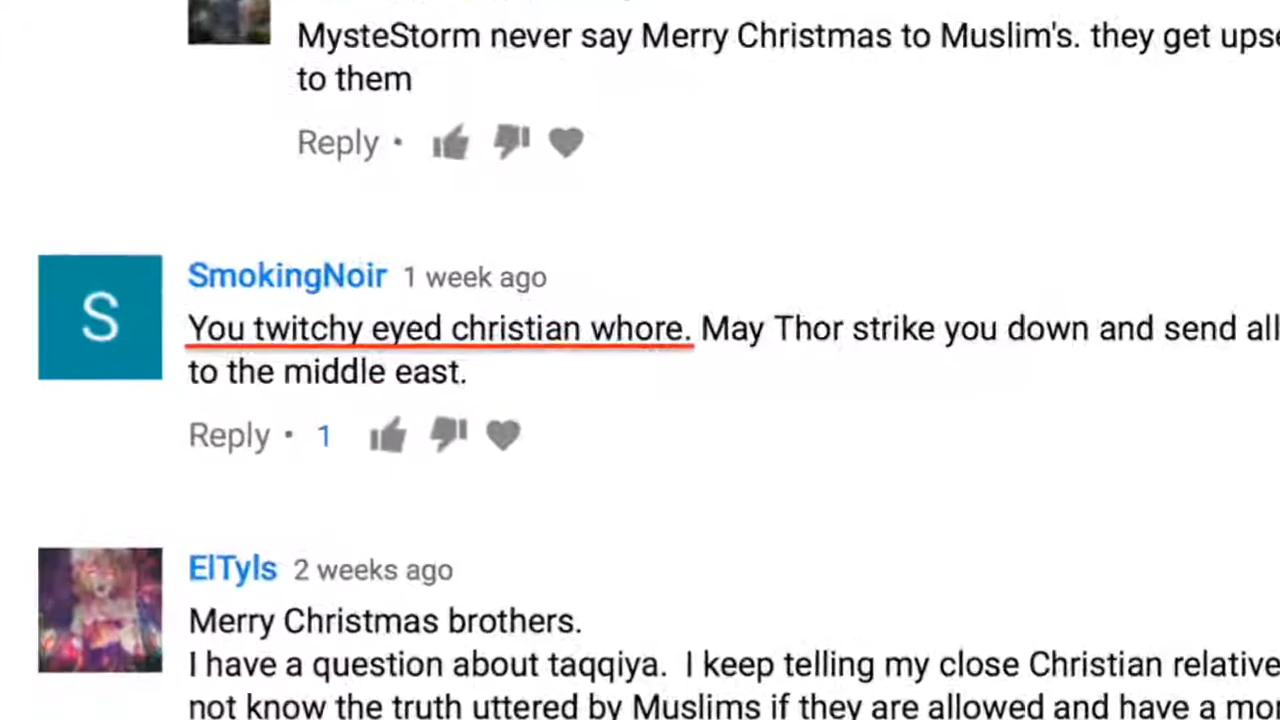 MysteStorm never say Merry Christmas to Muslim's. they get
to them
Reply •
S
SmokingNoir 1 week ago
You twitchy eyed christian whore. May Thor strike you down and send all
to the middle east.
Reply • 1
ElTyls 2 weeks ago
Merry Christmas brothers.
I have a question about taqqiya. I keep telling my close Christian
not know the truth uttered by Muslims if they are allowed and have a